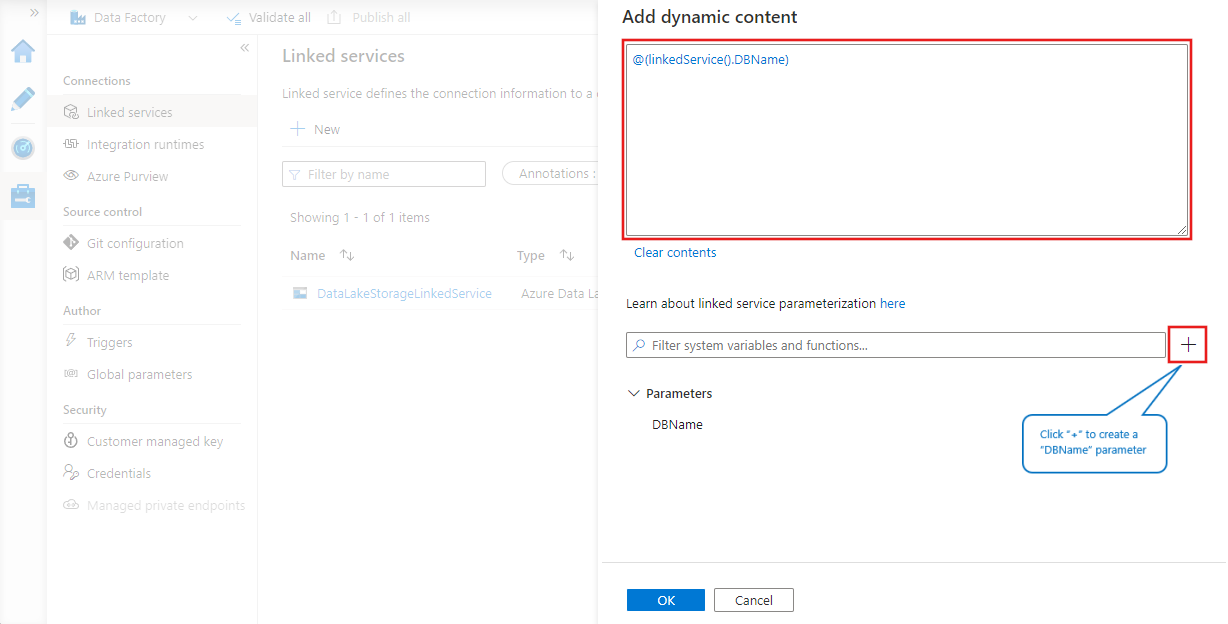 Data Factory
Validate all
Publish all
Connections
Linked services
Integration runtimes
Azure Purview
Source control
Git configuration
ARM template
Author
Triggers
Global parameters
Security
Customer managed key
Credentials
Managed private endpoints
Linked services
Linked service defines the connection information to a
New
Filter by name
Annotations :
Showing 1 - 1 of 1 items
Name
Type
DataLakeStorageLinkedService
Azure Data La
Add dynamic content
@{linkedService().DBName}
Clear contents
Learn about linked service parameterization here
Filter system variables and functions...
Parameters
DBName
Click "+" to create a
"DBName" parameter
OK
Cancel